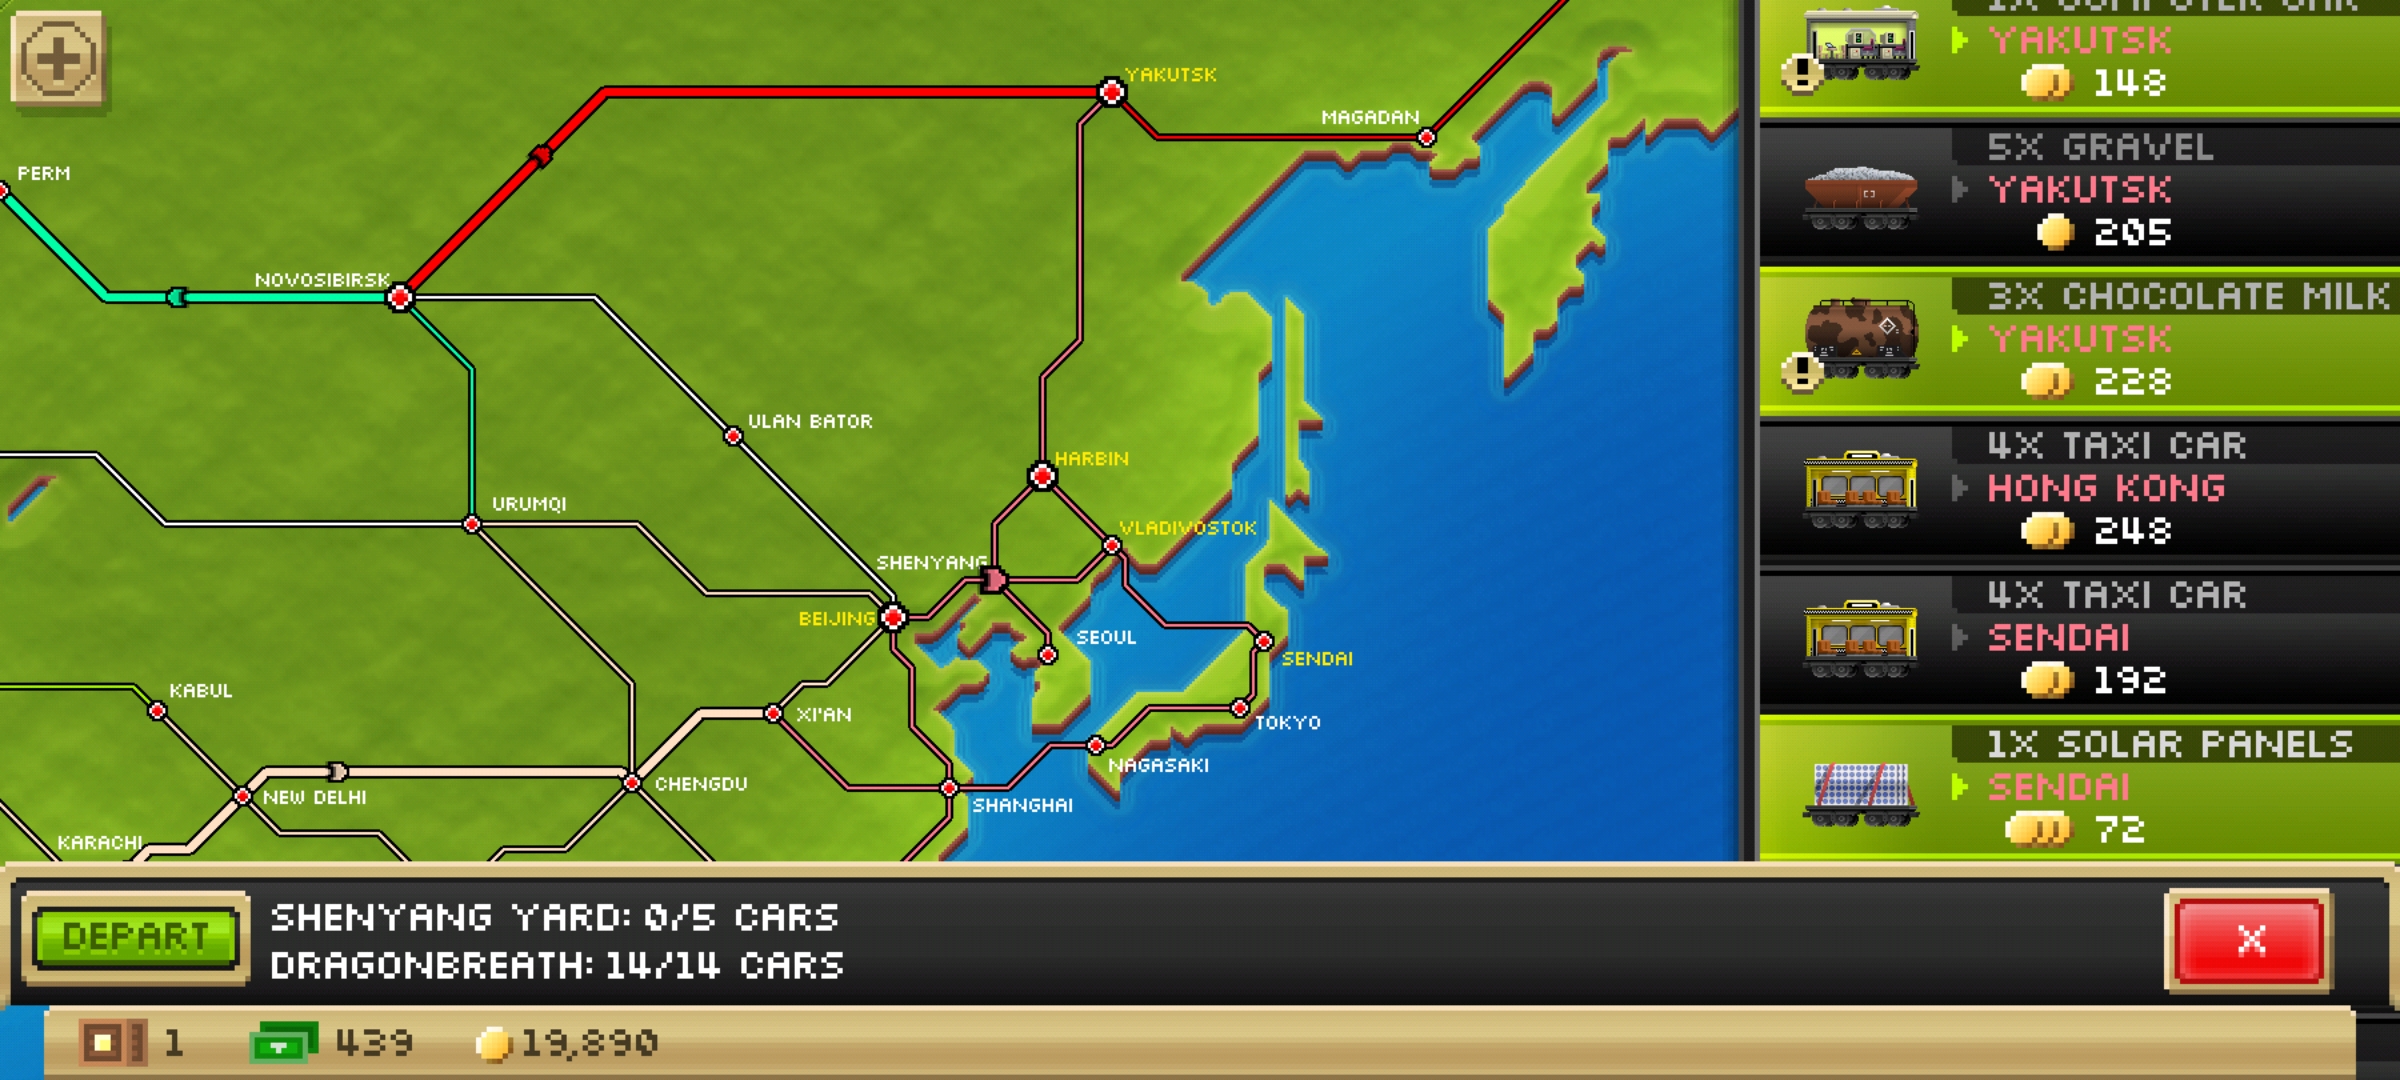 1X COMPUTER CAR
YAKUTSK
148
5X GRAVEL
YAKUTSK
205
3X CHOCOLATE MILK
YAKUTSK
228
4X TAXI CAR
HONG KONG
248
4X TAXI CAR
SENDAI
192
1X SOLAR PANELS
SENDAI
72
YAKUTSK
MAGADAN
PERM
NOVOSIBIRSK
ULAN BATOR
HARBIN
URUMQI
VLADIVOSTOK
SHENYANG
BEIJING
SEOUL
SENDAI
KABUL
XI'AN
TOKYO
NAGASAKI
CHENGDU
NEW DELHI
SHANGHAI
KARACHI
DEPART
SHENYANG YARD: 0/5 CARS
DRAGONBREATH: 14/14 CARS
X
1
439
19,890